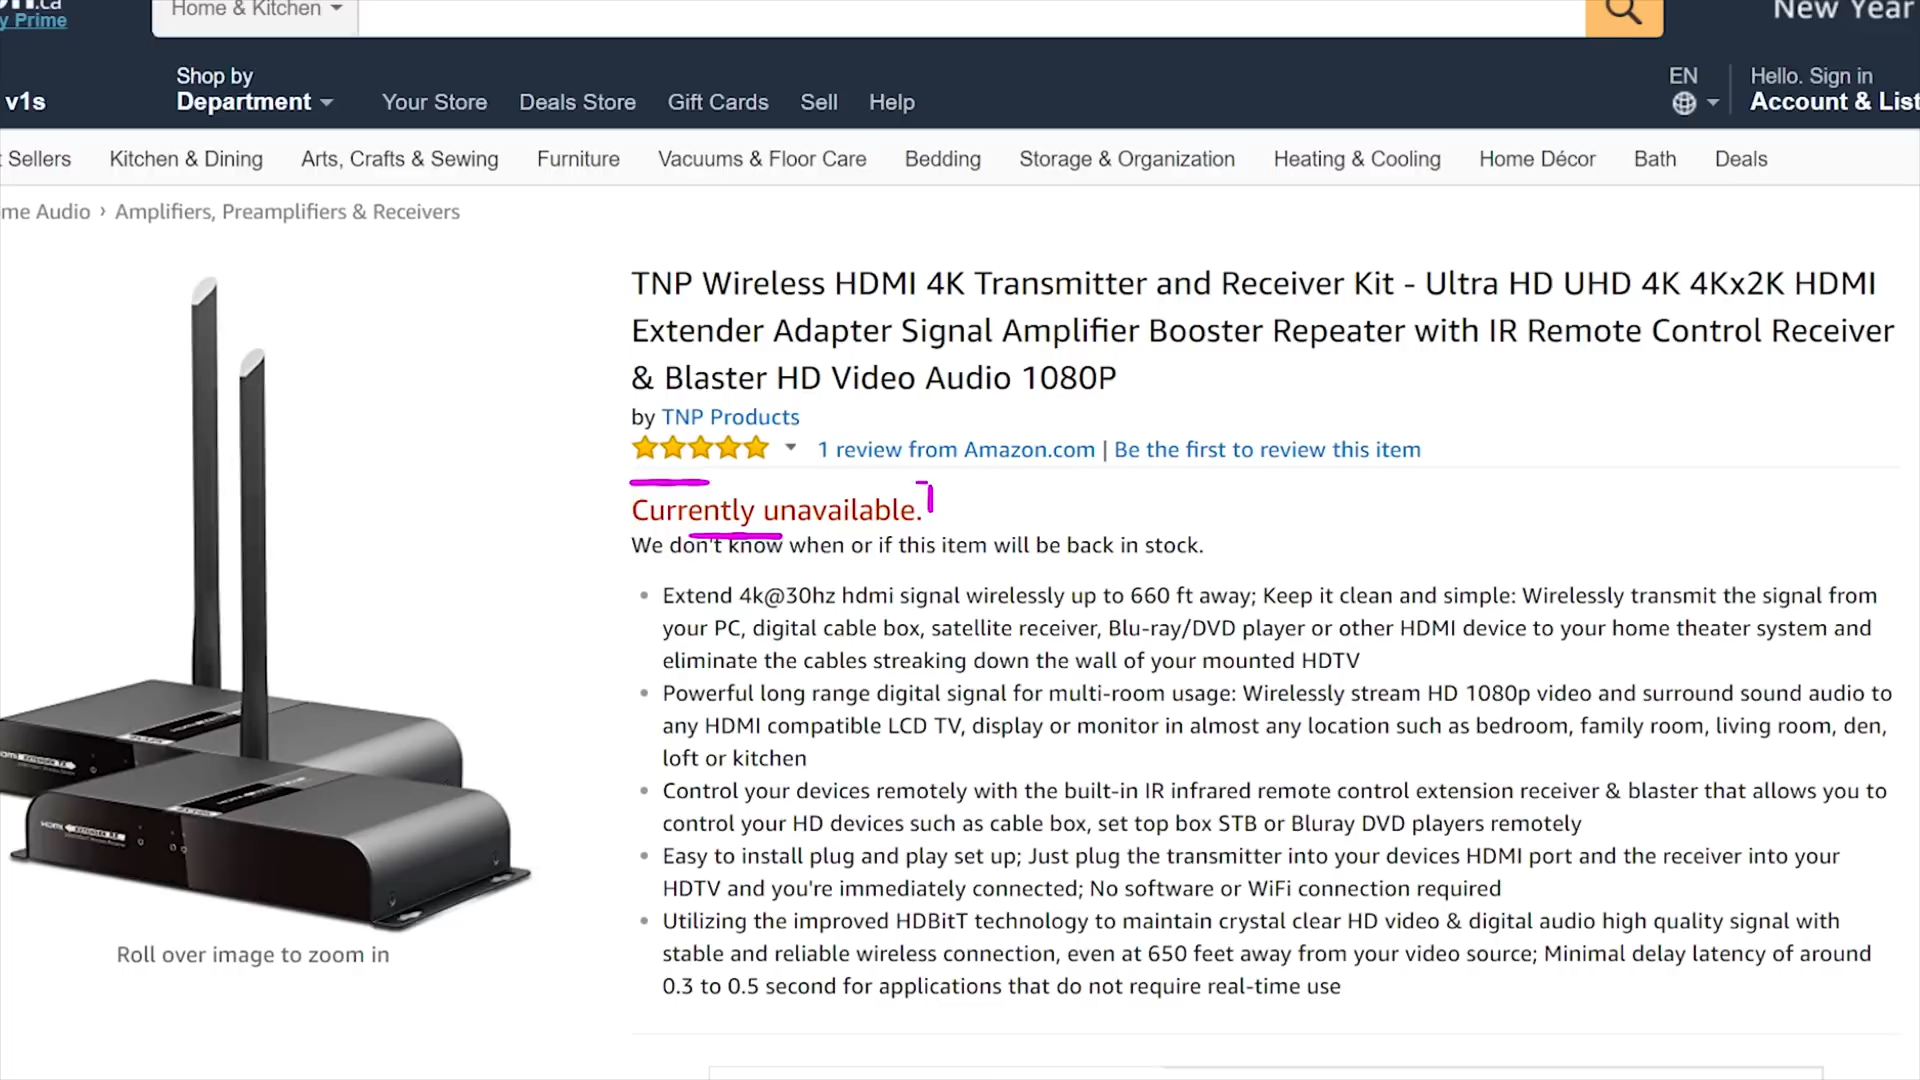 .ca
y Prime
Home & Kitchen
New Year
v1s
Shop by
Department
Your Store
Deals Store
Gift Cards
Sell
Help
EN
Hello. Sign in
Account & List
Sellers
Kitchen & Dining
Arts, Crafts & Sewing
Furniture
Vacuums & Floor Care
Bedding
Storage & Organization
Heating & Cooling
Home Décor
Bath
Deals
me Audio › Amplifiers, Preamplifiers & Receivers
TNP Wireless HDMI 4K Transmitter and Receiver Kit - Ultra HD UHD 4K 4Kx2K HDMI
Extender Adapter Signal Amplifier Booster Repeater with IR Remote Control Receiver
& Blaster HD Video Audio 1080P
by TNP Products
1 review from Amazon.com | Be the first to review this item
Currently unavailable.
We don't know when or if this item will be back in stock.
Extend 4k@30hz hdmi signal wirelessly up to 660 ft away; Keep it clean and simple: Wirelessly transmit the signal from
your PC, digital cable box, satellite receiver, Blu-ray/DVD player or other HDMI device to your home theater system and
eliminate the cables streaking down the wall of your mounted HDTV
Powerful long range digital signal for multi-room usage: Wirelessly stream HD 1080p video and surround sound audio to
any HDMI compatible LCD TV, display or monitor in almost any location such as bedroom, family room, living room, den,
loft or kitchen
Control your devices remotely with the built-in IR infrared remote control extension receiver & blaster that allows you to
control your HD devices such as cable box, set top box STB or Bluray DVD players remotely
Easy to install plug and play set up; Just plug the transmitter into your devices HDMI port and the receiver into your
HDTV and you're immediately connected; No software or WiFi connection required
Utilizing the improved HDBitT technology to maintain crystal clear HD video & digital audio high quality signal with
stable and reliable wireless connection, even at 650 feet away from your video source; Minimal delay latency of around
0.3 to 0.5 second for applications that do not require real-time use
Roll over image to zoom in